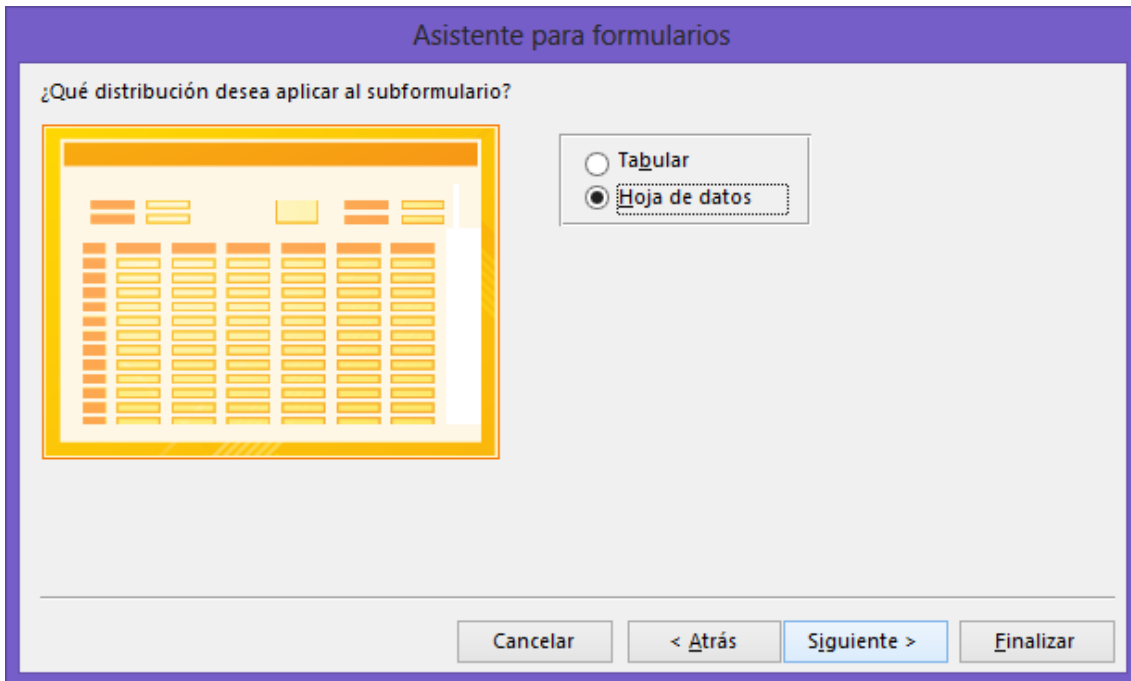 Asistente para formularios
¿Qué distribución desea aplicar al subformulario?
Tabular
Hoja de datos
Cancelar
< Atrás
Siguiente >
Finalizar